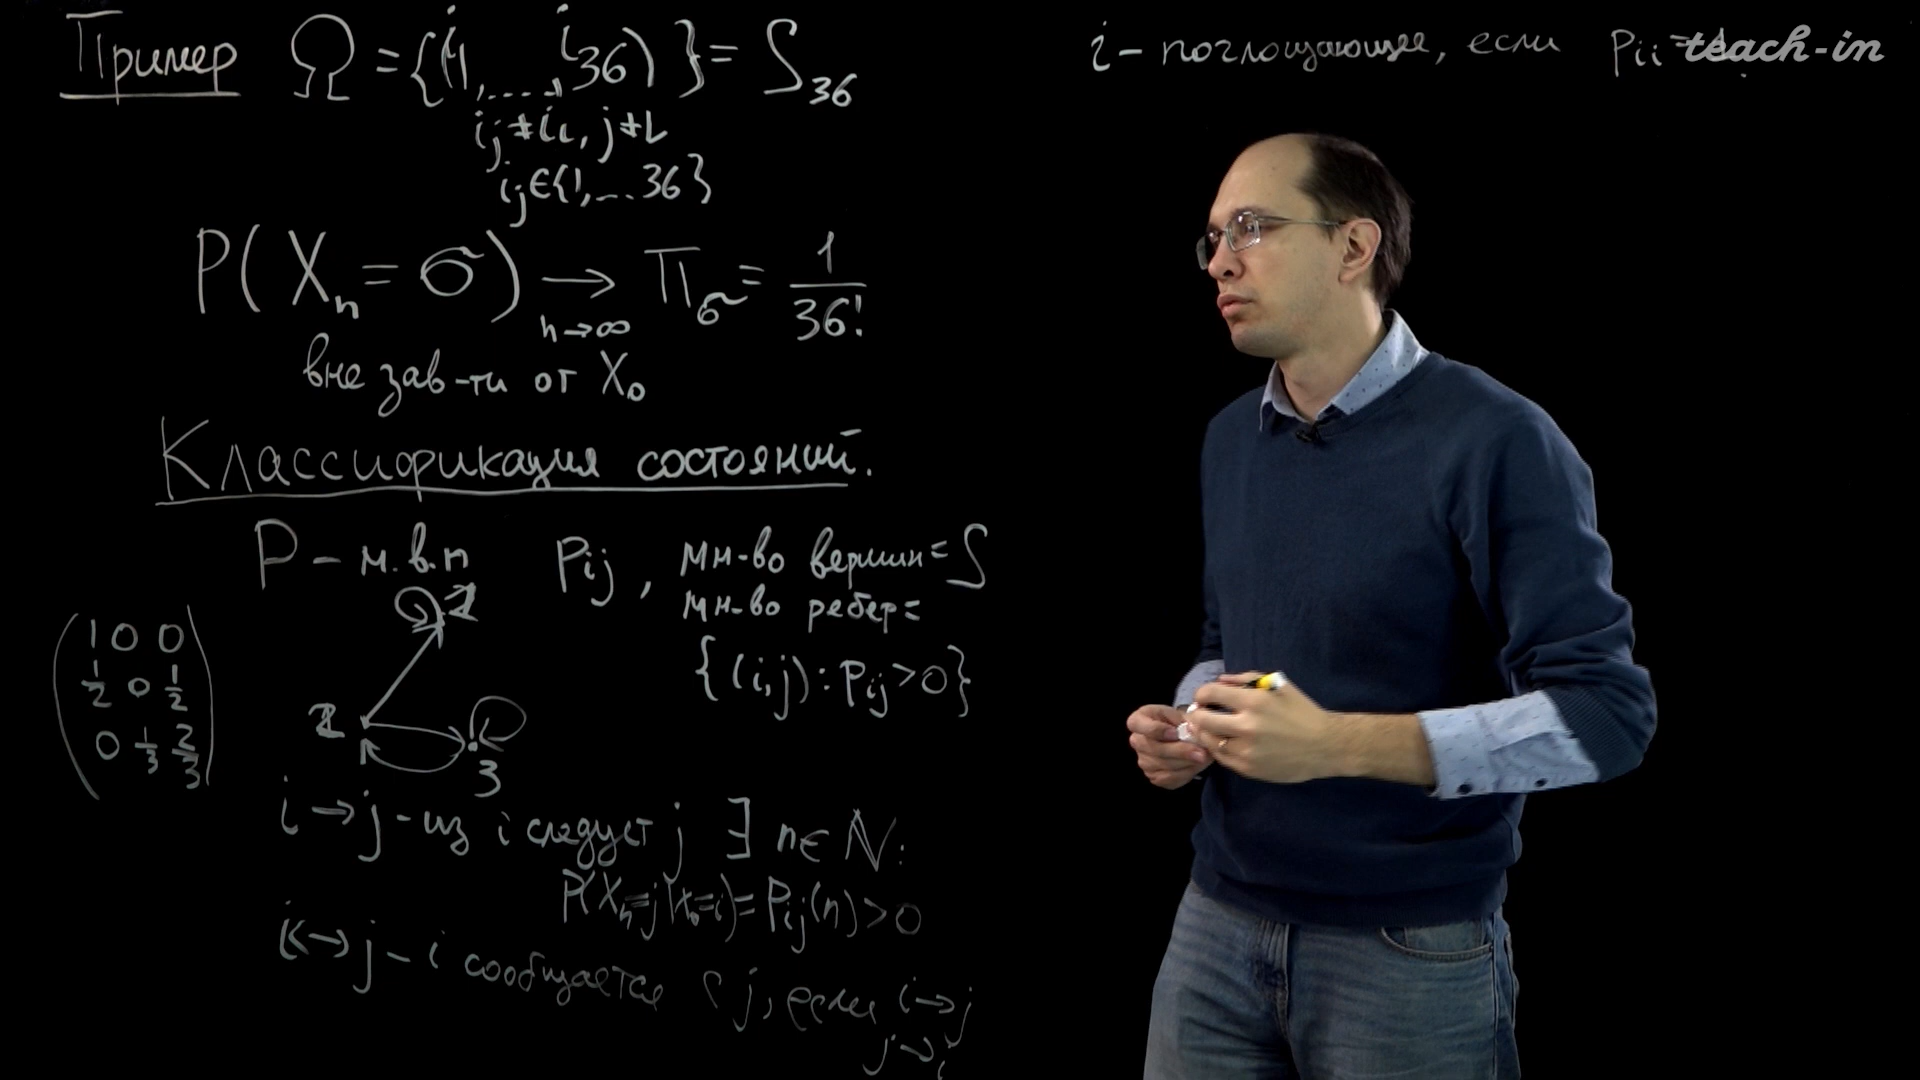 Пример Ω = {(i1, ...., i36)} = S36
ij ≠ iL, j ≠ L
ij ∈ {1, ... 36}
P(Xn = σ) → Πσ = 1/36!
n→∞
вне зав-ти от X0
Классификация состояний.
P - м.в.п Pij, мн-во вершин = S
мн-во ребер =
{(i,j): Pij > 0}
1 0 0
1/2 0 1/2
0 1/3 2/3
1
2
3
i → j - из i следует j ∃ n ∈ ℕ:
P(Xn=j|X0=i) = Pij(n) > 0
i ↔ j - i сообщается с j, если i → j
j → i
i - поглощающее, если Pii =
teach-in